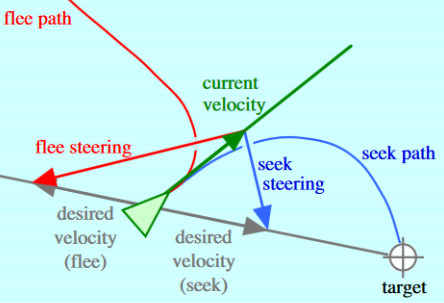 flee path
current
velocity
flee steering
seek
steering
seek path
desired
velocity
(flee)
desired
velocity
(seek)
target